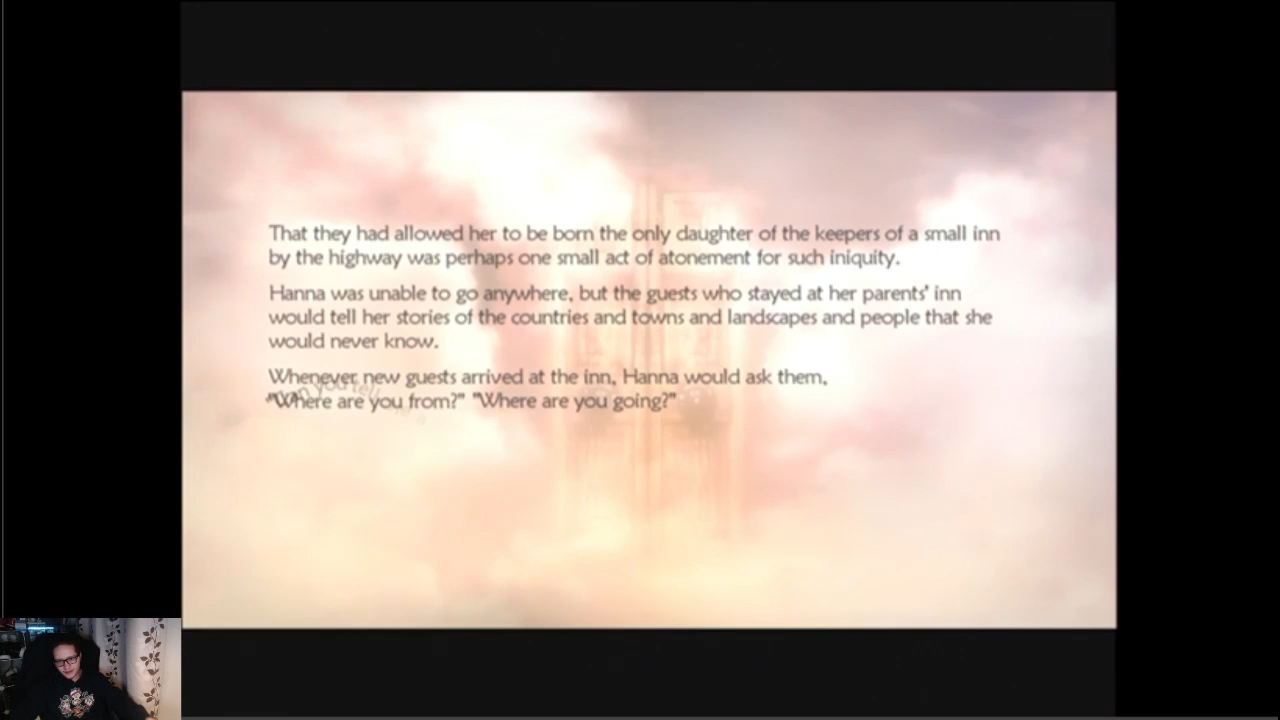 That they had allowed her to be born the only daughter of the keepers of a small inn
by the highway was perhaps one small act of atonement for such iniquity.
Hanna was unable to go anywhere, but the guests who stayed at her parents' inn
would tell her stories of the countries and towns and landscapes and people that she
would never know.
Whenever new guests arrived at the inn, Hanna would ask them,
"Where are you from?" "Where are you going?"